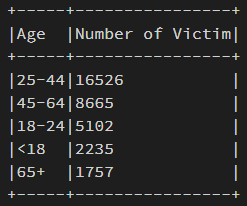 +-----+----------------+
|Age  |Number of Victim|
+-----+----------------+
|25-44|16526           |
|45-64|8665            |
|18-24|5102            |
|<18  |2235            |
|65+  |1757            |
+-----+----------------+